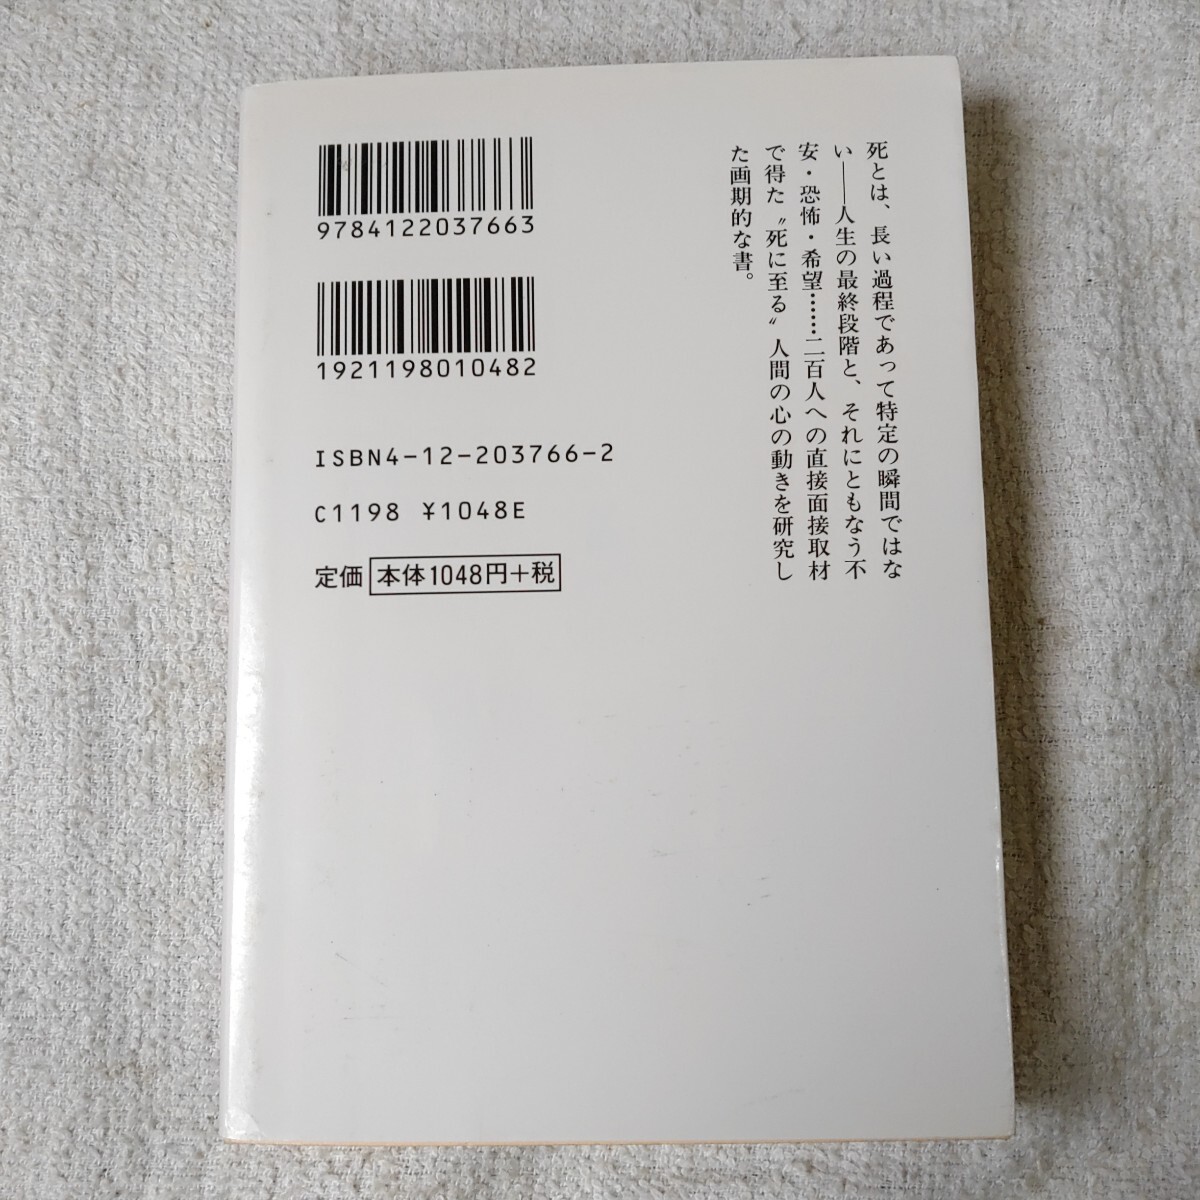 死とは、長い過程であって特定の瞬間ではな
い――人生の最終段階と、それにともなう不
安・恐怖・希望……二百人への直接面接取材
で得た〝死に至る〟人間の心の動きを研究し
た画期的な書。
9784122037663
1921198010482
ISBN4-12-203766-2
C1198 ¥1048E
定価 本体1048円+税